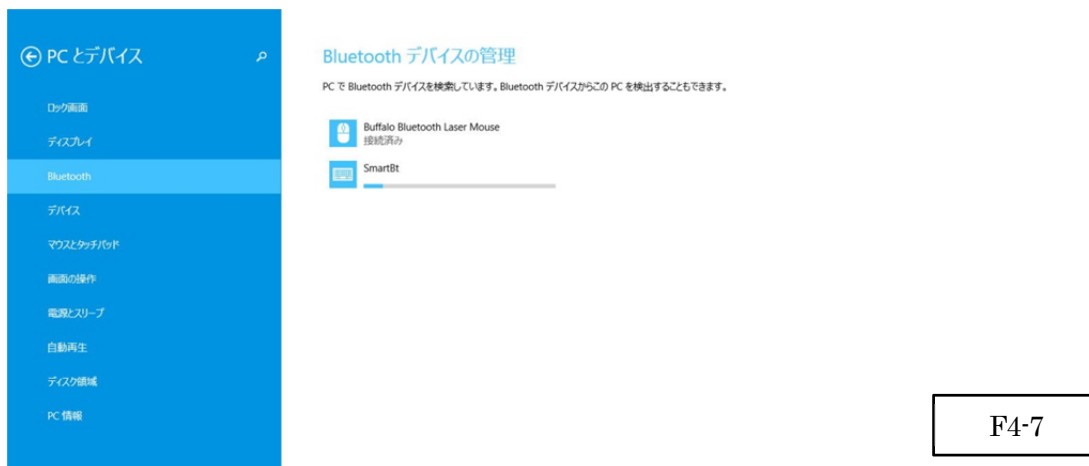 PC とデバイス
ロック画面
ディスプレイ
Bluetooth
デバイス
マウスとタッチパッド
画面の操作
電源とスリープ
自動再生
ディスク領域
PC 情報
Bluetooth デバイスの管理
PC で Bluetooth デバイスを検索しています。Bluetooth デバイスからこの PC を検出することもできます。
Buffalo Bluetooth Laser Mouse
接続済み
SmartBt
F4-7